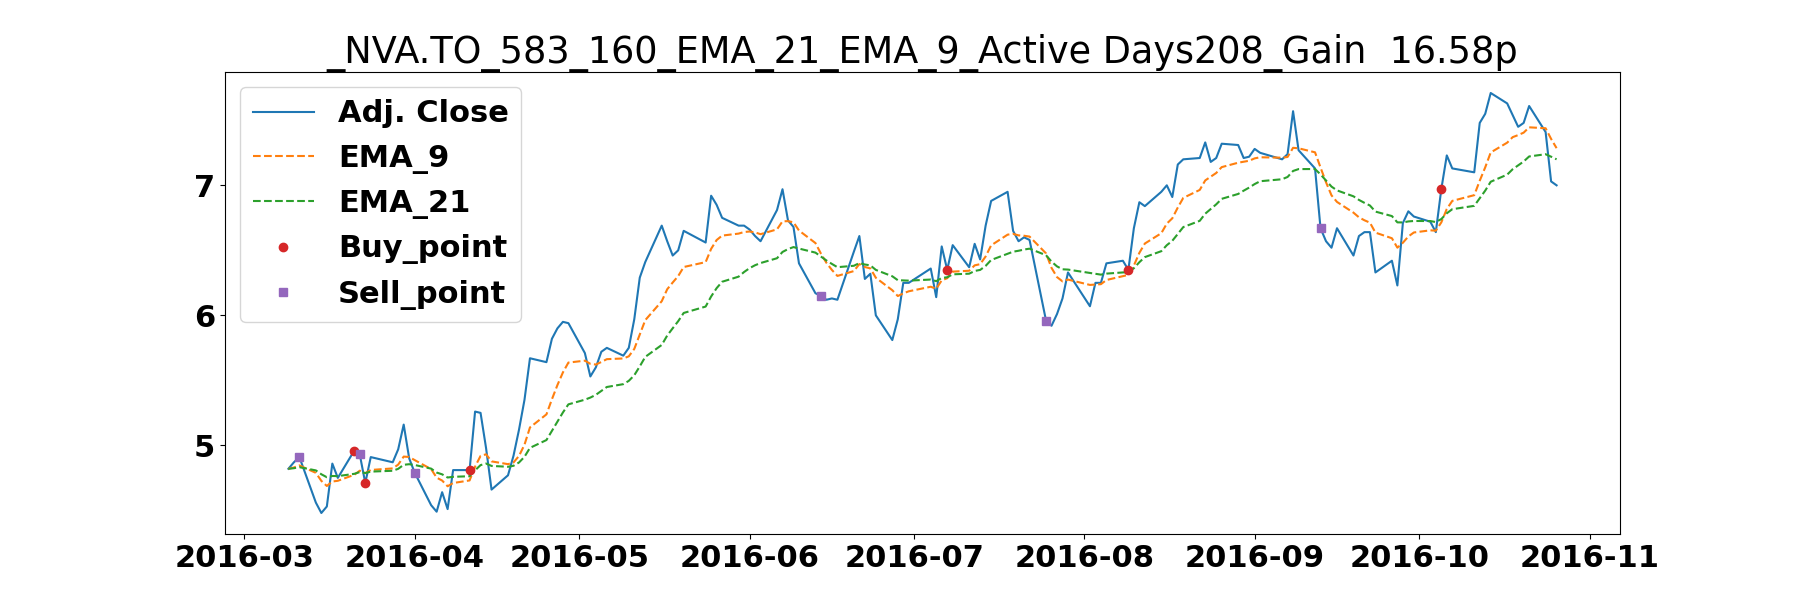 _NVA.TO_583_160_EMA_21_EMA_9_Active Days208_Gain  16.58p
Adj. Close
EMA_9
EMA_21
Buy_point
Sell_point
7
6
5
2016-03 2016-04 2016-05 2016-06 2016-07 2016-08 2016-09 2016-10 2016-11